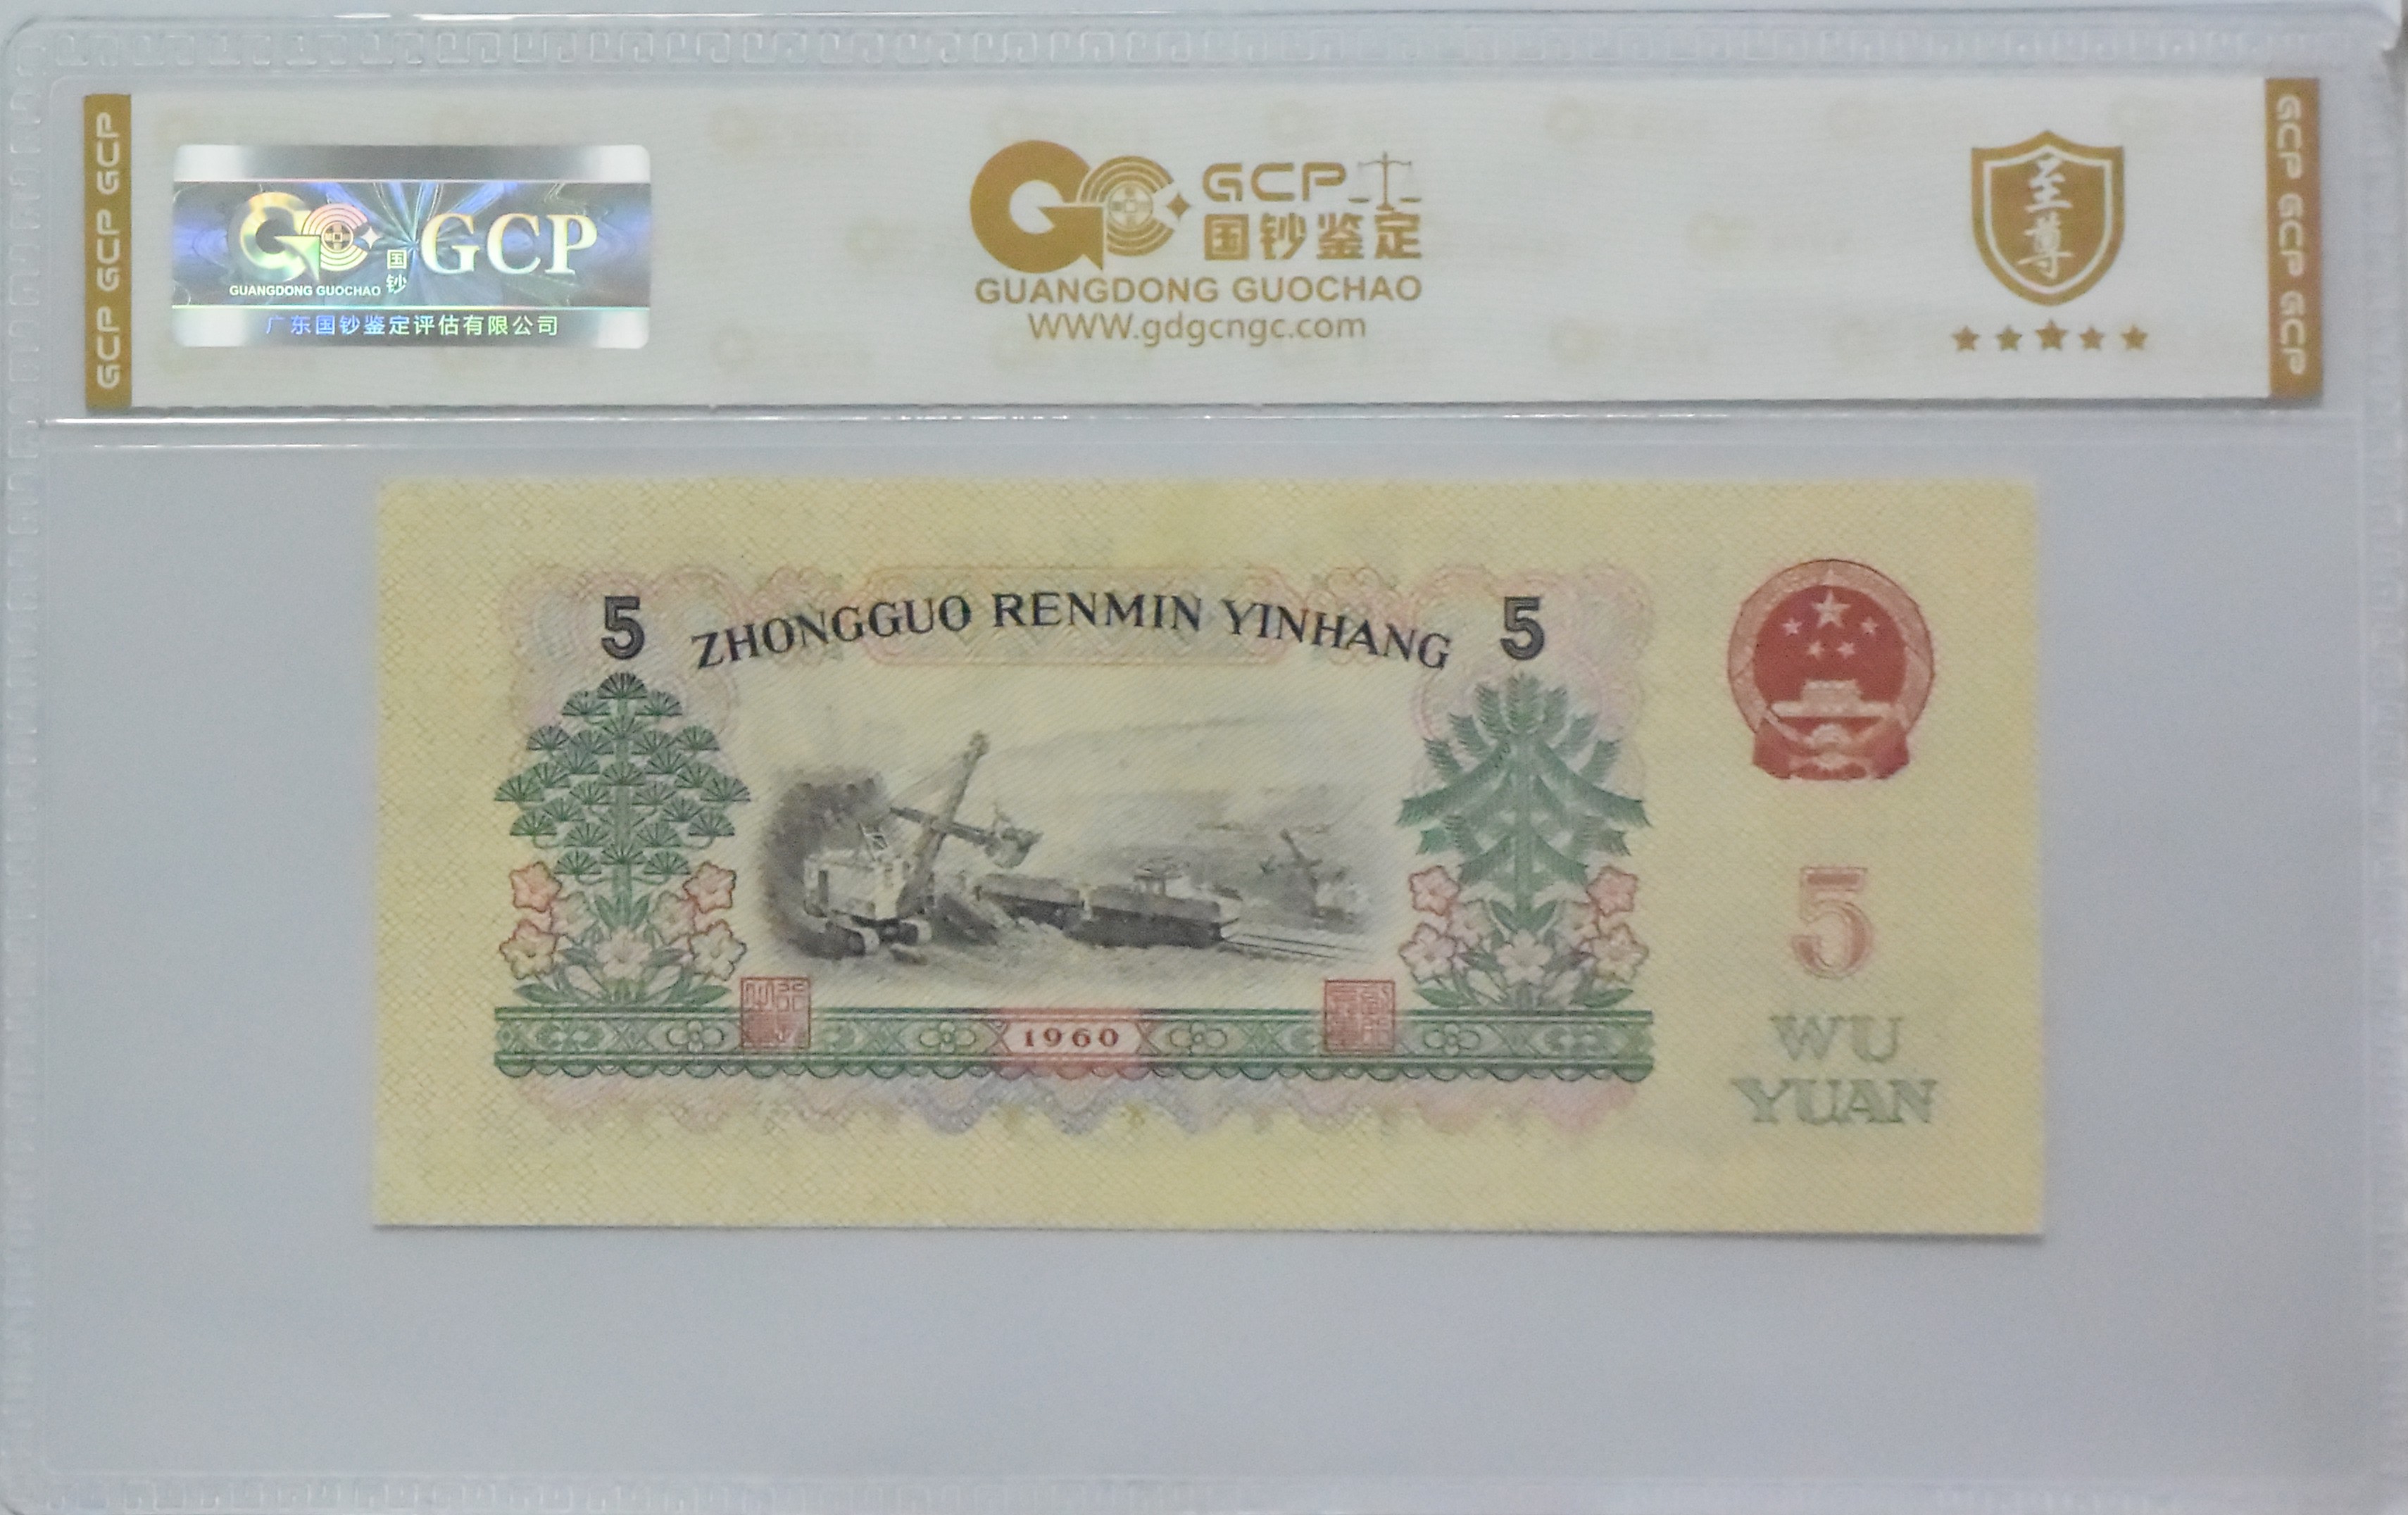 GCP GCP GCP
国钞
GCP
GUANGDONG GUOCHAO
广东国钞鉴定评估有限公司
GCP
国钞鉴定
GUANGDONG GUOCHAO
WWW.gdgcngc.com
至尊
GCP GCP GCP
5
ZHONGGUO RENMIN YINHANG
5
1960
5
WU
YUAN